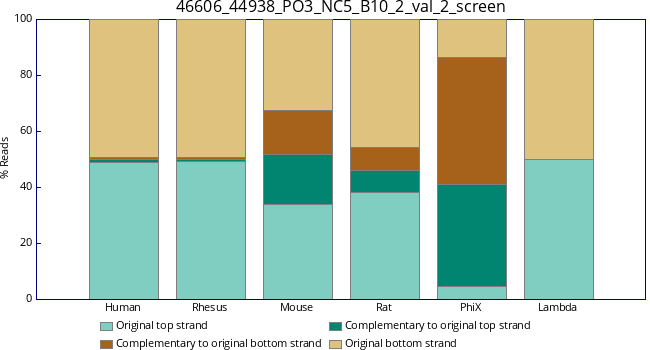 46606_44938_PO3_NC5_B10_2_val_2_screen
100
80
60
40
20
0
% Reads
Human Rhesus Mouse Rat PhiX Lambda
Original top strand Complementary to original top strand
Complementary to original bottom strand Original bottom strand